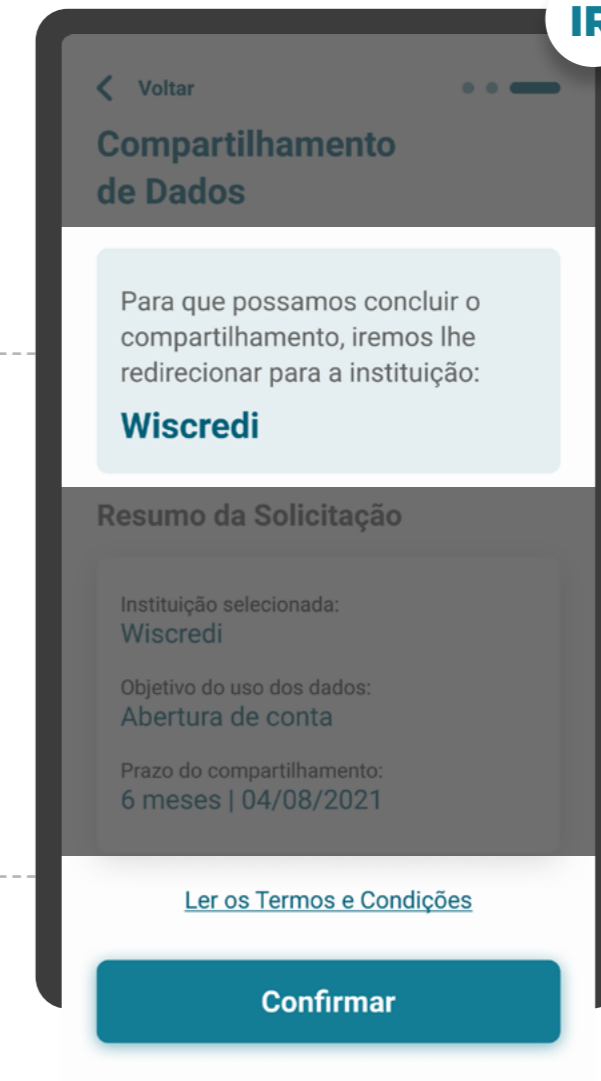 IR
Voltar
Compartilhamento
de Dados
Para que possamos concluir o
compartilhamento, iremos lhe
redirecionar para a instituição:
Wiscredi
Resumo da Solicitação
Instituição selecionada:
Wiscredi
Objetivo do uso dos dados:
Abertura de conta
Prazo do compartilhamento:
6 meses | 04/08/2021
Ler os Termos e Condições
Confirmar